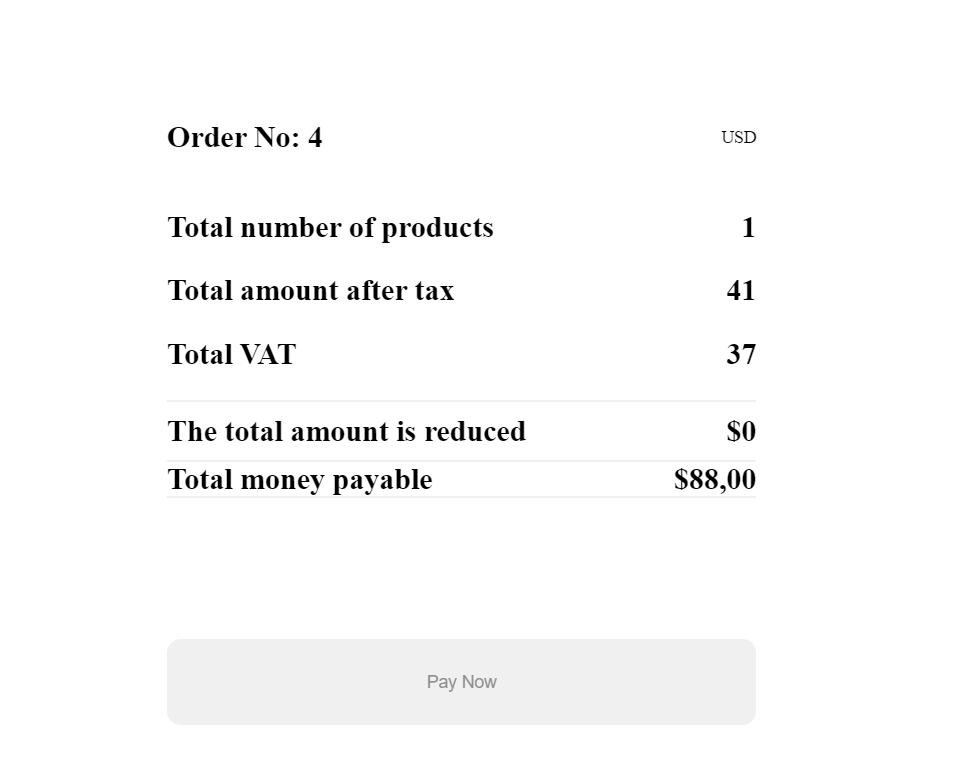 Order No: 4 USD
Total number of products 1
Total amount after tax 41
Total VAT 37
The total amount is reduced $0
Total money payable $88,00
Pay Now